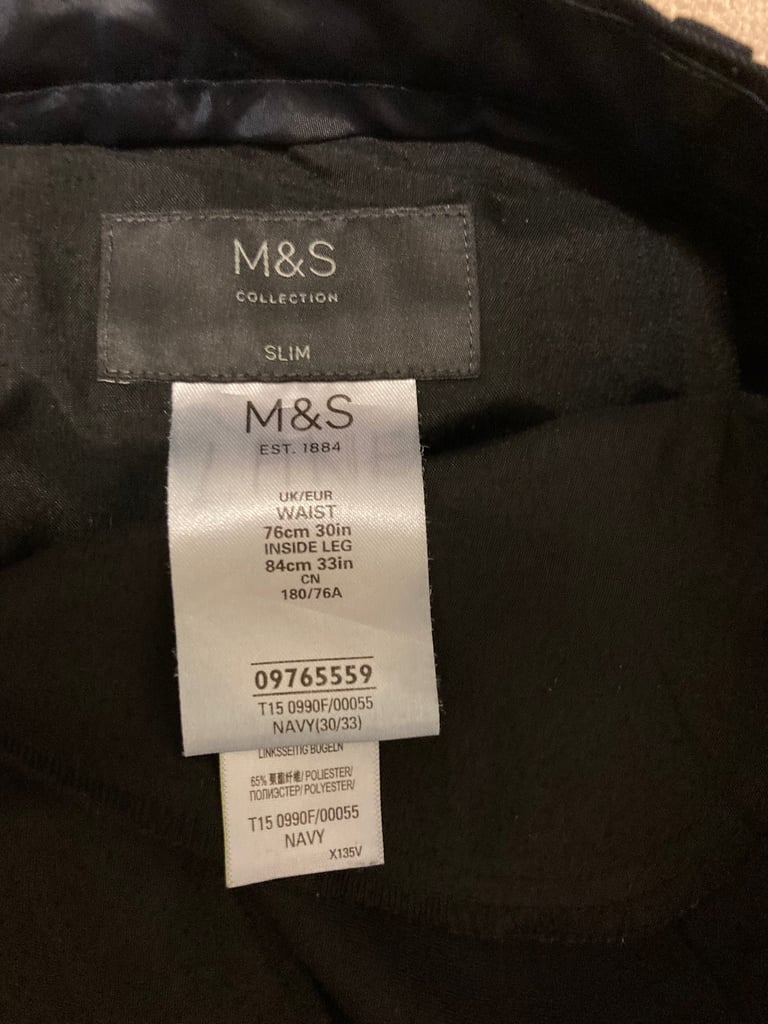 M&S
COLLECTION
SLIM
M&S
EST. 1884
UK/EUR
WAIST
76cm 30in
INSIDE LEG
84cm 33in
CN
180/76A
09765559
T15 0990F/00055
NAVY(30/33)
LINKSSEITIG BÜGELN
65% 聚酯纤维/ POLIESTER/
ПОЛИЭСТЕР/ POLYESTER/
T15 0990F/00055
NAVY
X135V